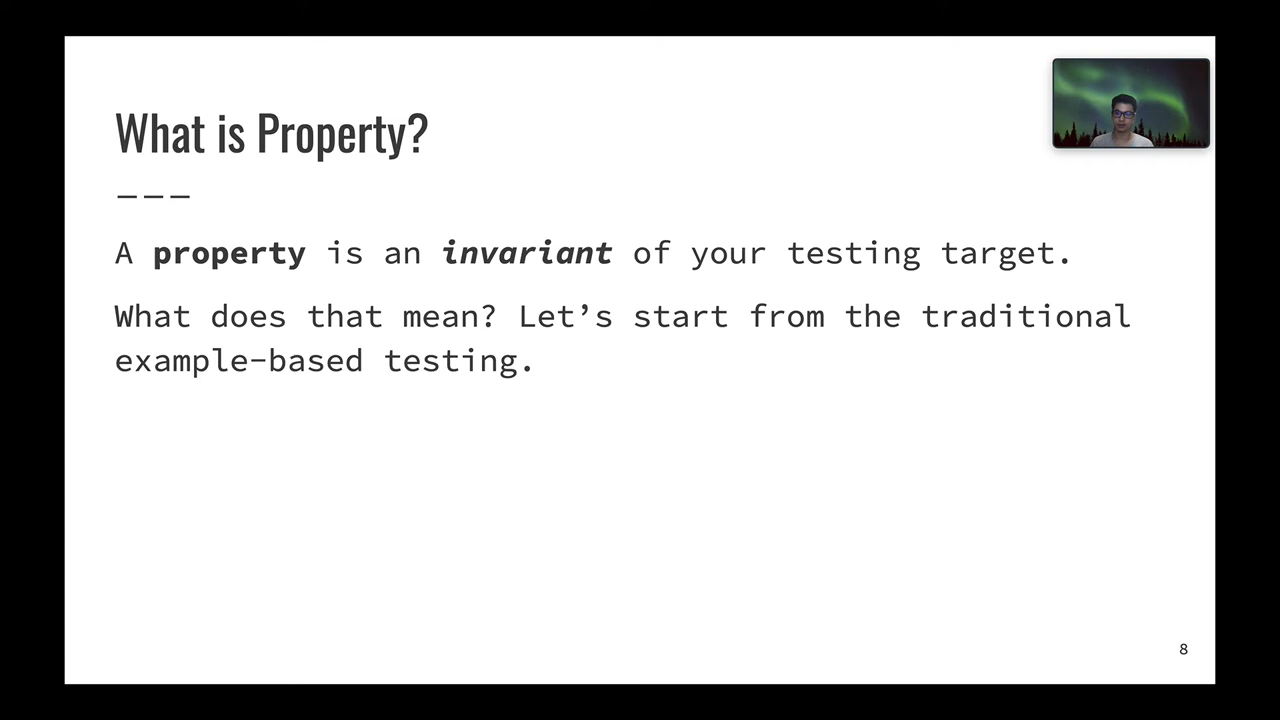 What is Property?
A property is an invariant of your testing target.
What does that mean? Let’s start from the traditional
example-based testing.
8